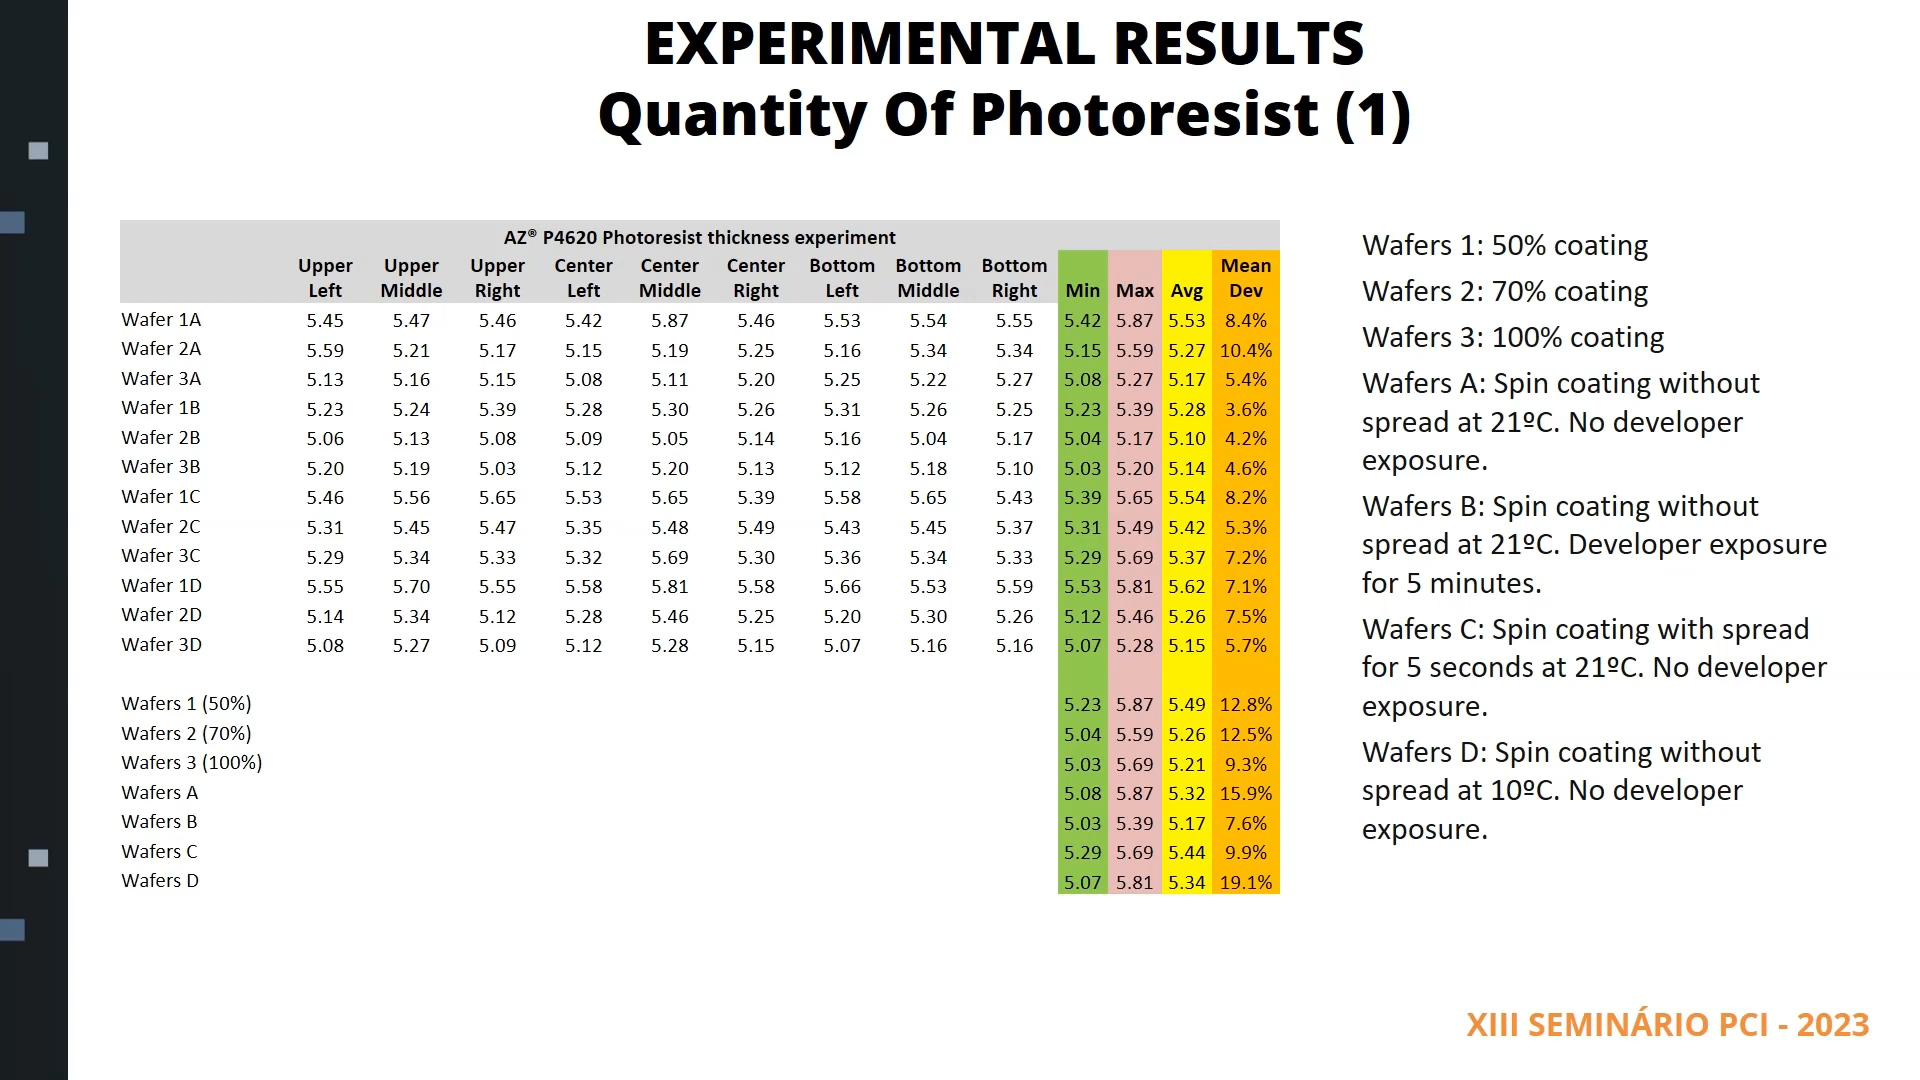 EXPERIMENTAL RESULTS
Quantity Of Photoresist (1)
AZ® P4620 Photoresist thickness experiment
Upper Left Upper Middle Upper Right Center Left Center Middle Center Right Bottom Left Bottom Middle Bottom Right Min Max Avg Mean Dev
Wafer 1A 5.45 5.47 5.46 5.42 5.87 5.46 5.53 5.54 5.55 5.42 5.87 5.53 8.4%
Wafer 2A 5.59 5.21 5.17 5.15 5.19 5.25 5.16 5.34 5.34 5.15 5.59 5.27 10.4%
Wafer 3A 5.13 5.16 5.15 5.08 5.11 5.20 5.25 5.22 5.27 5.08 5.27 5.17 5.4%
Wafer 1B 5.23 5.24 5.39 5.28 5.30 5.26 5.31 5.26 5.25 5.23 5.39 5.28 3.6%
Wafer 2B 5.06 5.13 5.08 5.09 5.05 5.14 5.16 5.04 5.17 5.04 5.17 5.10 4.2%
Wafer 3B 5.20 5.19 5.03 5.12 5.20 5.13 5.12 5.18 5.10 5.03 5.20 5.14 4.6%
Wafer 1C 5.46 5.56 5.65 5.53 5.65 5.39 5.58 5.65 5.43 5.39 5.65 5.54 8.2%
Wafer 2C 5.31 5.45 5.47 5.35 5.48 5.49 5.43 5.45 5.37 5.31 5.49 5.42 5.3%
Wafer 3C 5.29 5.34 5.33 5.32 5.69 5.30 5.36 5.34 5.33 5.29 5.69 5.37 7.2%
Wafer 1D 5.55 5.70 5.55 5.58 5.81 5.58 5.66 5.53 5.59 5.53 5.81 5.62 7.1%
Wafer 2D 5.14 5.34 5.12 5.28 5.46 5.25 5.20 5.30 5.26 5.12 5.46 5.26 7.5%
Wafer 3D 5.08 5.27 5.09 5.12 5.28 5.15 5.07 5.16 5.16 5.07 5.28 5.15 5.7%
Wafers 1 (50%) 5.23 5.87 5.49 12.8%
Wafers 2 (70%) 5.04 5.59 5.26 12.5%
Wafers 3 (100%) 5.03 5.69 5.21 9.3%
Wafers A 5.08 5.87 5.32 15.9%
Wafers B 5.03 5.39 5.17 7.6%
Wafers C 5.29 5.69 5.44 9.9%
Wafers D 5.07 5.81 5.34 19.1%
Wafers 1: 50% coating
Wafers 2: 70% coating
Wafers 3: 100% coating
Wafers A: Spin coating without
spread at 21ºC. No developer
exposure.
Wafers B: Spin coating without
spread at 21ºC. Developer exposure
for 5 minutes.
Wafers C: Spin coating with spread
for 5 seconds at 21ºC. No developer
exposure.
Wafers D: Spin coating without
spread at 10ºC. No developer
exposure.
XIII SEMINÁRIO PCI - 2023